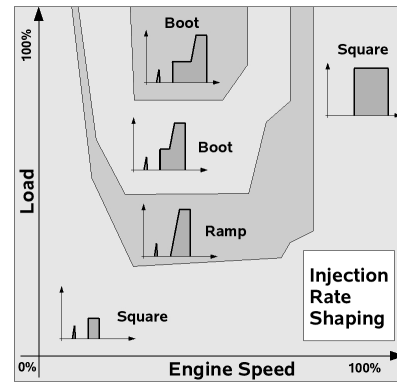 Boot
100%
Square
Boot
Load
Ramp
Injection
Rate
Shaping
Square
0%
Engine Speed
100%